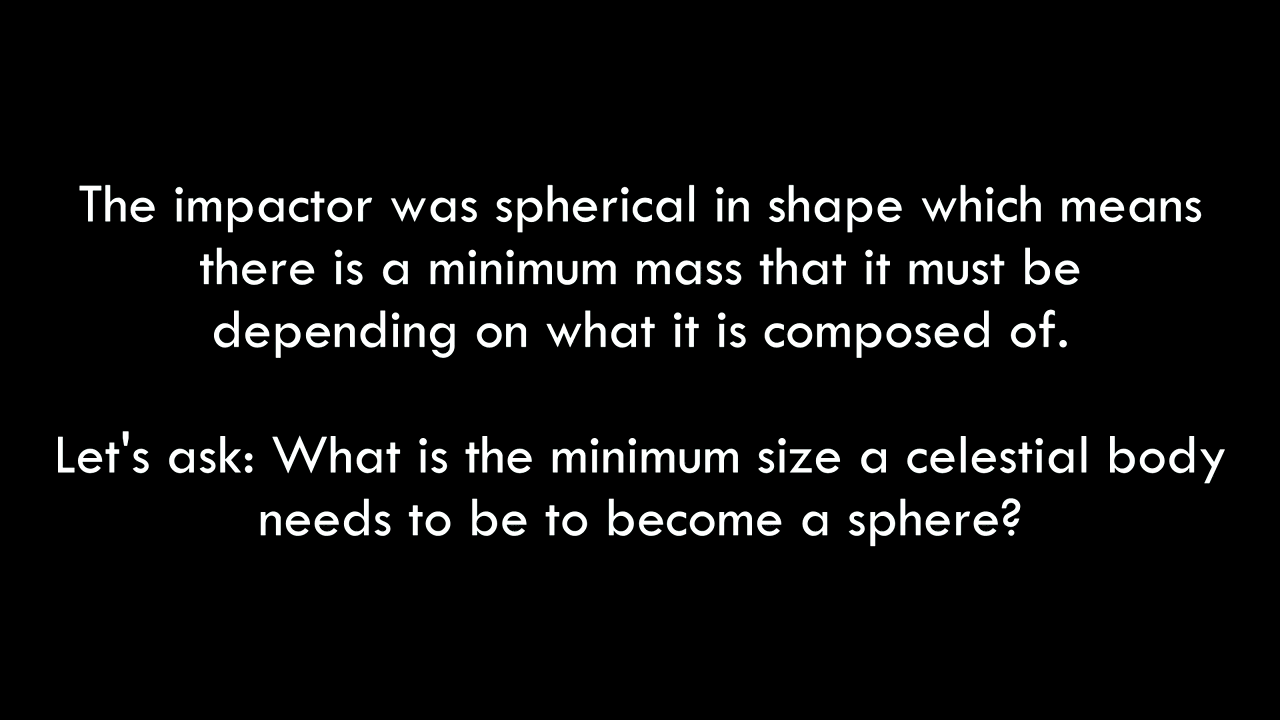 The impactor was spherical in shape which means
there is a minimum mass that it must be
depending on what it is composed of.
Let's ask: What is the minimum size a celestial body
needs to be to become a sphere?